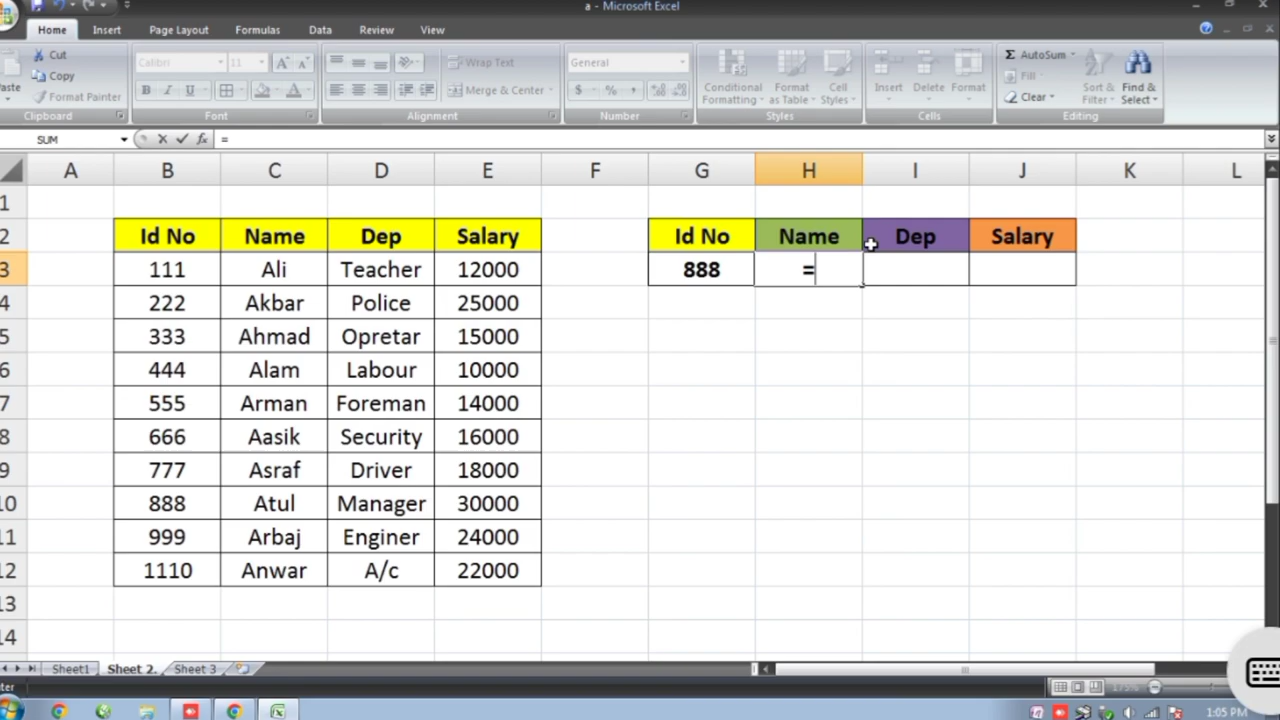 a - Microsoft Excel
Home Insert Page Layout Formulas Data Review View
Cut
Copy
Format Painter
Clipboard
Calibri 11
B I U
Font
Wrap Text
Merge & Center
Alignment
General
$ % ,
Number
Conditional Formatting
Format as Table
Cell Styles
Styles
Insert Delete Format
Cells
Σ AutoSum
Fill
Clear
Sort & Filter
Find & Select
Editing
SUM fx =
A B C D E F G H I J K L
1
2 Id No Name Dep Salary Id No Name Dep Salary
3 111 Ali Teacher 12000 888 =
4 222 Akbar Police 25000
5 333 Ahmad Opretar 15000
6 444 Alam Labour 10000
7 555 Arman Foreman 14000
8 666 Aasik Security 16000
9 777 Asraf Driver 18000
10 888 Atul Manager 30000
11 999 Arbaj Enginer 24000
12 1110 Anwar A/c 22000
13
14
Sheet1 Sheet 2. Sheet 3
175%
1:05 PM